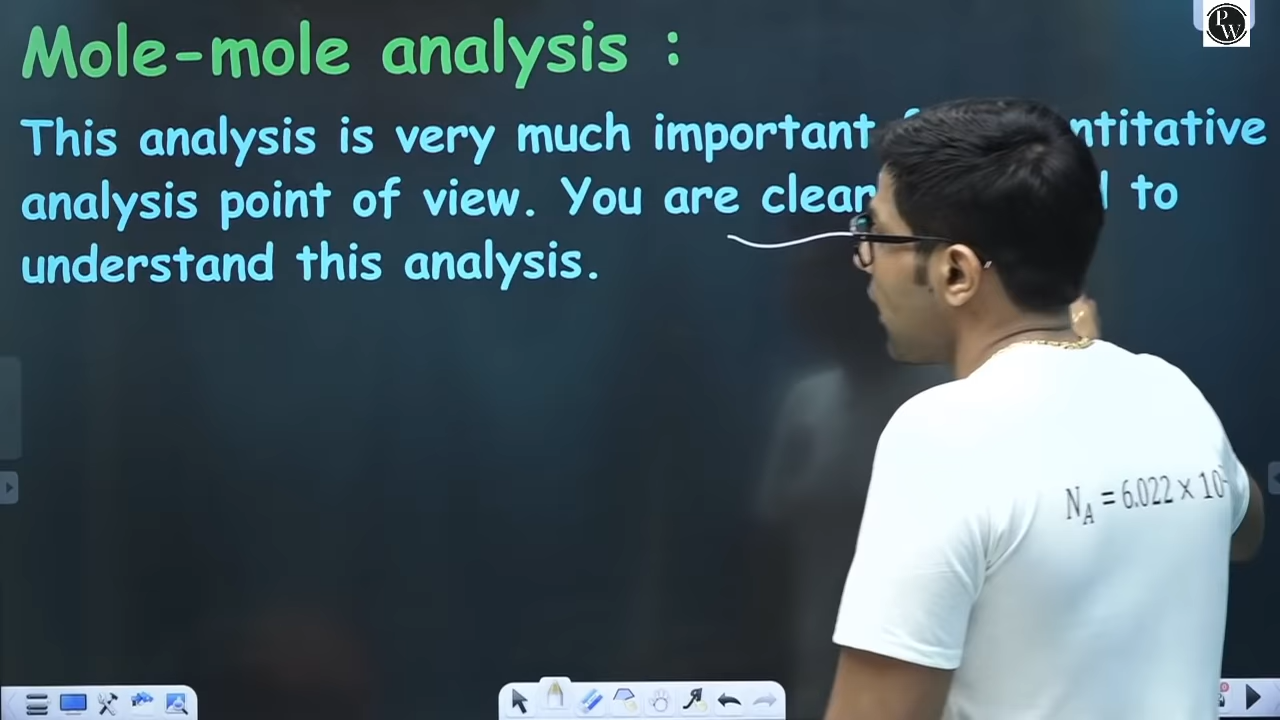 Mole-mole analysis :
This analysis is very much important
analysis point of view. You are clear to
understand this analysis.
P
W
N_A = 6.022 × 10